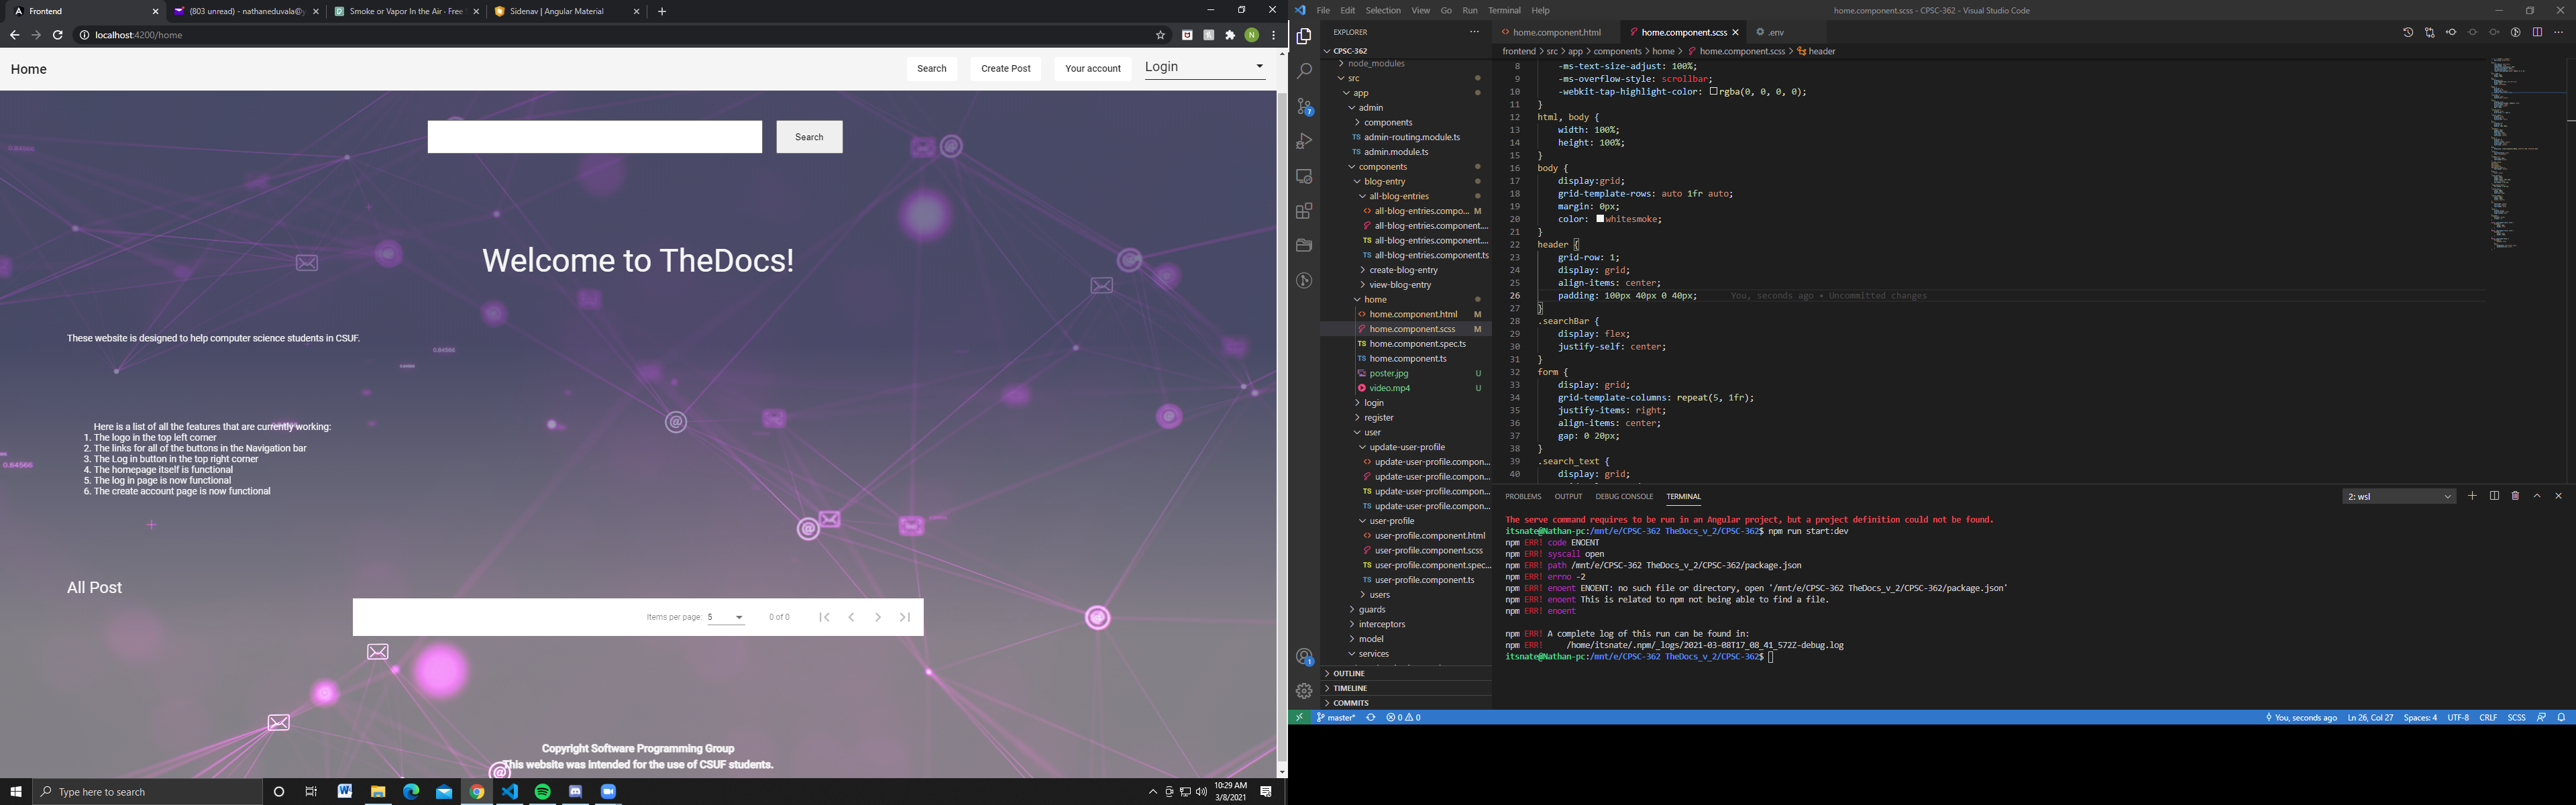 Frontend
(803 unread) - nathaneduvala@y
Smoke or Vapor In the Air - Free
Sidenav | Angular Material
localhost:4200/home
N
Home
Search
Create Post
Your account
Login
Search
Welcome to TheDocs!
These website is designed to help computer science students in CSUF.
Here is a list of all the features that are currently working:
1. The logo in the top left corner
2. The links for all of the buttons in the Navigation bar
3. The Log in button in the top right corner
4. The homepage itself is functional
5. The log in page is now functional
6. The create account page is now functional
All Post
Items per page: 5
0 of 0
Copyright Software Programming Group
This website was intended for the use of CSUF students.
Type here to search
10:29 AM
3/8/2021
File Edit Selection View Go Run Terminal Help
home.component.scss - CPSC-362 - Visual Studio Code
EXPLORER
CPSC-362
node_modules
src
app
admin
components
TS admin-routing.module.ts
TS admin.module.ts
components
blog-entry
all-blog-entries
all-blog-entries.compo... M
all-blog-entries.component....
TS all-blog-entries.component....
TS all-blog-entries.component.ts
create-blog-entry
view-blog-entry
home
home.component.html M
home.component.scss M
TS home.component.spec.ts
TS home.component.ts
poster.jpg U
video.mp4 U
login
register
user
update-user-profile
update-user-profile.compon...
update-user-profile.compon...
TS update-user-profile.compon...
TS update-user-profile.compon...
user-profile
user-profile.component.html
user-profile.component.scss
TS user-profile.component.spec...
TS user-profile.component.ts
users
guards
interceptors
model
services
OUTLINE
TIMELINE
COMMITS
home.component.html
home.component.scss
.env
frontend > src > app > components > home > home.component.scss > header
8 -ms-text-size-adjust: 100%;
9 -ms-overflow-style: scrollbar;
10 -webkit-tap-highlight-color: rgba(0, 0, 0, 0);
11 }
12 html, body {
13 width: 100%;
14 height: 100%;
15 }
16 body {
17 display:grid;
18 grid-template-rows: auto 1fr auto;
19 margin: 0px;
20 color: whitesmoke;
21 }
22 header {
23 grid-row: 1;
24 display: grid;
25 align-items: center;
26 padding: 100px 40px 0 40px; You, seconds ago • Uncommitted changes
27 }
28 .searchBar {
29 display: flex;
30 justify-self: center;
31 }
32 form {
33 display: grid;
34 grid-template-columns: repeat(5, 1fr);
35 justify-items: right;
36 align-items: center;
37 gap: 0 20px;
38 }
39 .search_text {
40 display: grid;
PROBLEMS OUTPUT DEBUG CONSOLE TERMINAL
2: wsl
The serve command requires to be run in an Angular project, but a project definition could not be found.
itsnate@Nathan-pc:/mnt/e/CPSC-362 TheDocs_v_2/CPSC-362$ npm run start:dev
npm ERR! code ENOENT
npm ERR! syscall open
npm ERR! path /mnt/e/CPSC-362 TheDocs_v_2/CPSC-362/package.json
npm ERR! errno -2
npm ERR! enoent ENOENT: no such file or directory, open '/mnt/e/CPSC-362 TheDocs_v_2/CPSC-362/package.json'
npm ERR! enoent This is related to npm not being able to find a file.
npm ERR! enoent
npm ERR! A complete log of this run can be found in:
npm ERR! /home/itsnate/.npm/_logs/2021-03-08T17_08_41_572Z-debug.log
itsnate@Nathan-pc:/mnt/e/CPSC-362 TheDocs_v_2/CPSC-362$
master*
0 0
You, seconds ago
Ln 26, Col 27
Spaces: 4
UTF-8
CRLF
SCSS